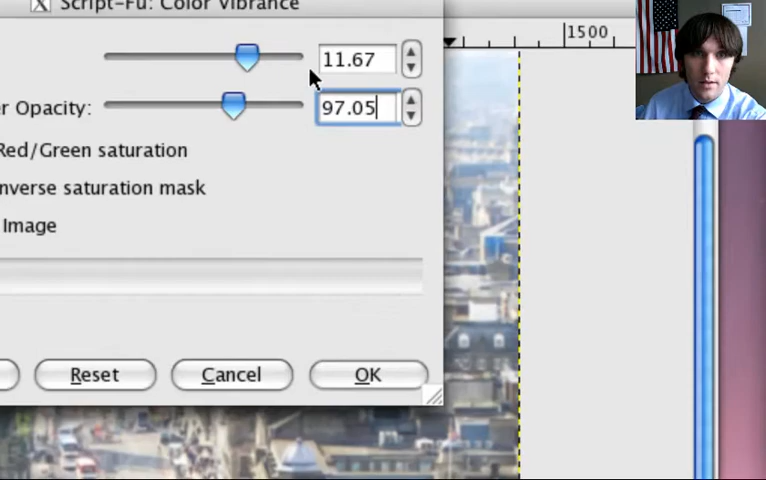 Script-Fu: Color Vibrance
1500
11.67
er Opacity:
97.05
Red/Green saturation
nverse saturation mask
Image
Reset
Cancel
OK